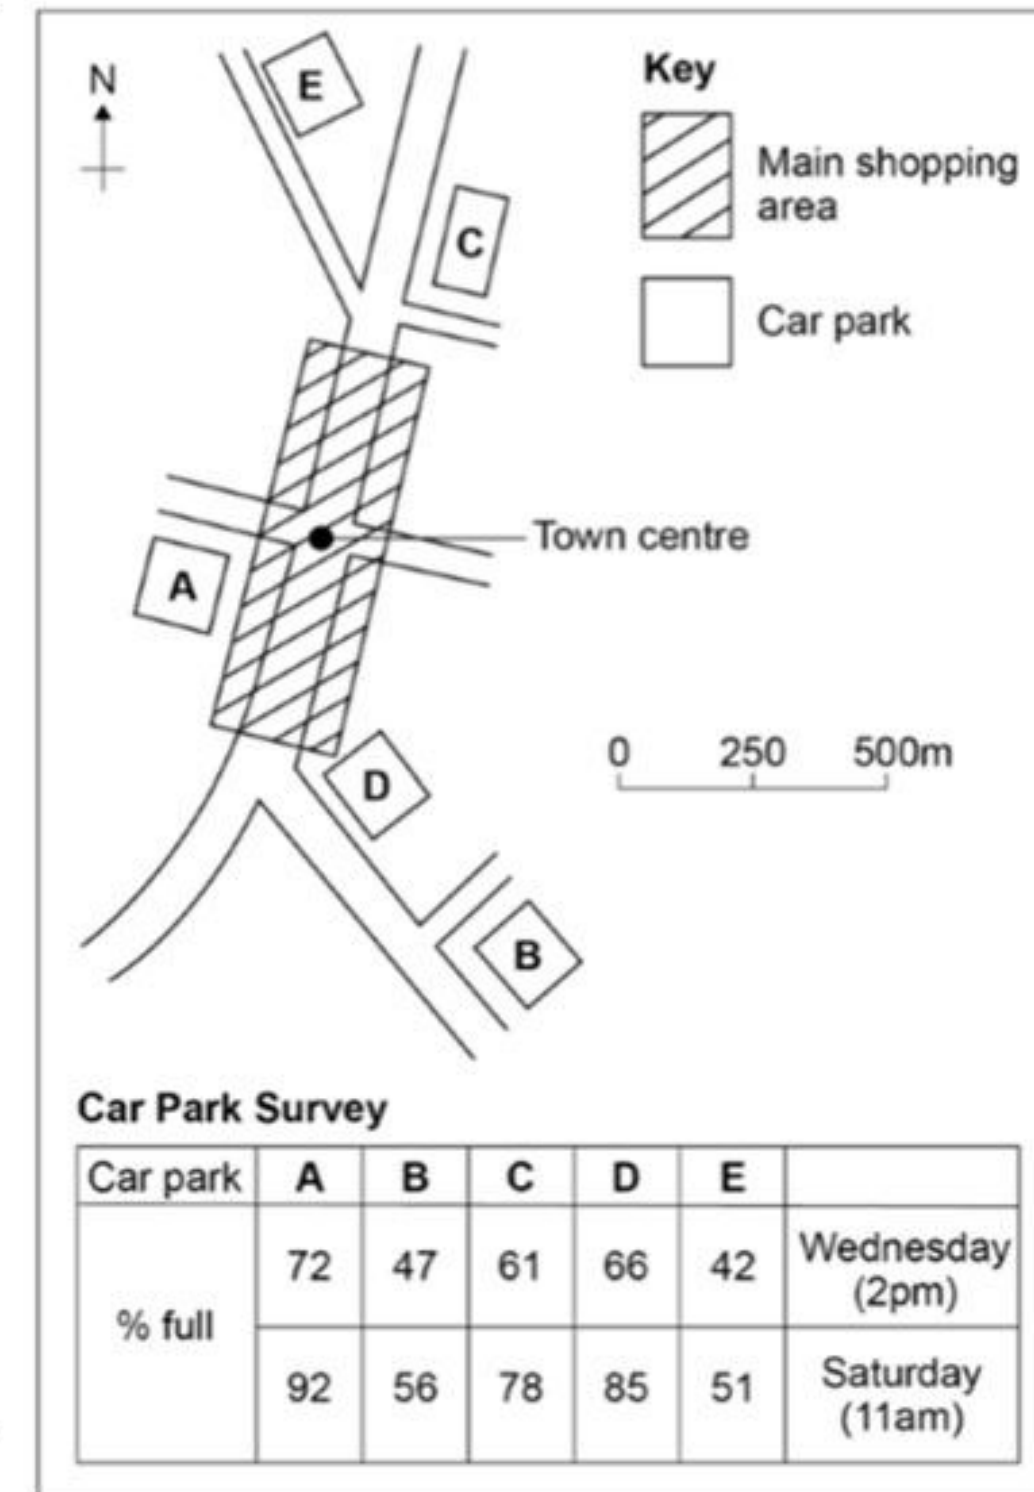 N
E
Key
Main shopping
area
C
Car park
Town centre
A
0 250 500m
D
B
Car Park Survey
Car park A B C D E
72 47 61 66 42 Wednesday
(2pm)
% full
92 56 78 85 51 Saturday
(11am)